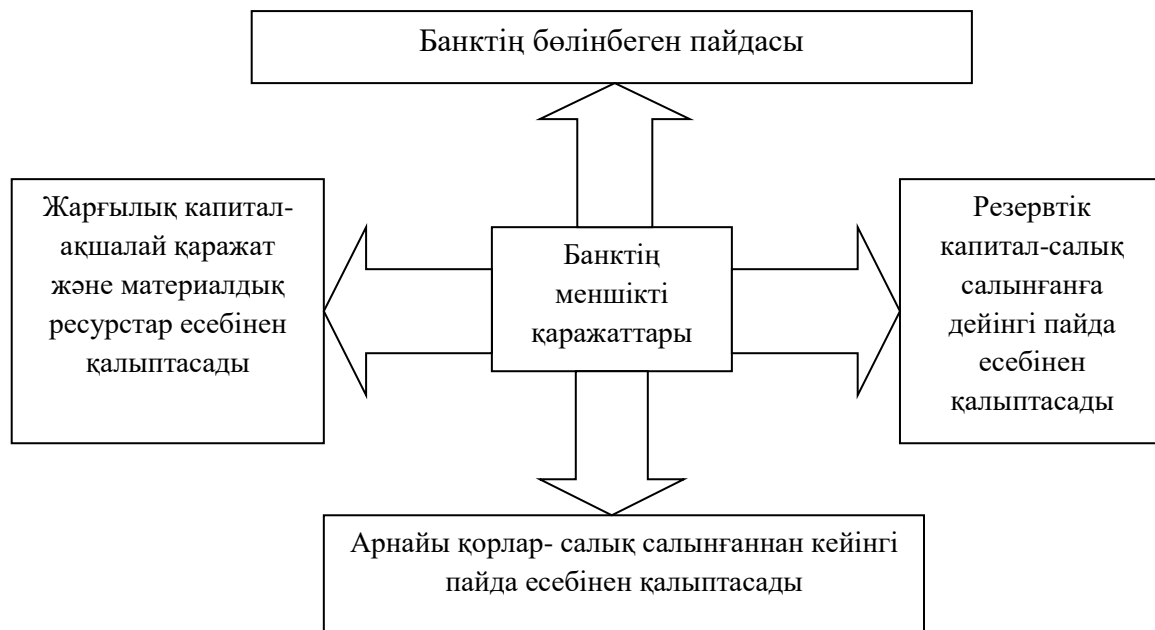 Банктің бөлінбеген пайдасы
Жарғылық капитал-
ақшалай қаражат
және материалдық
ресурстар есебінен
қалыптасады
Банктің
меншікті
қаражаттары
Резервтік
капитал-салық
салынғанға
дейінгі пайда
есебінен
қалыптасады
Арнайы қорлар- салық салынғаннан кейінгі
пайда есебінен қалыптасады